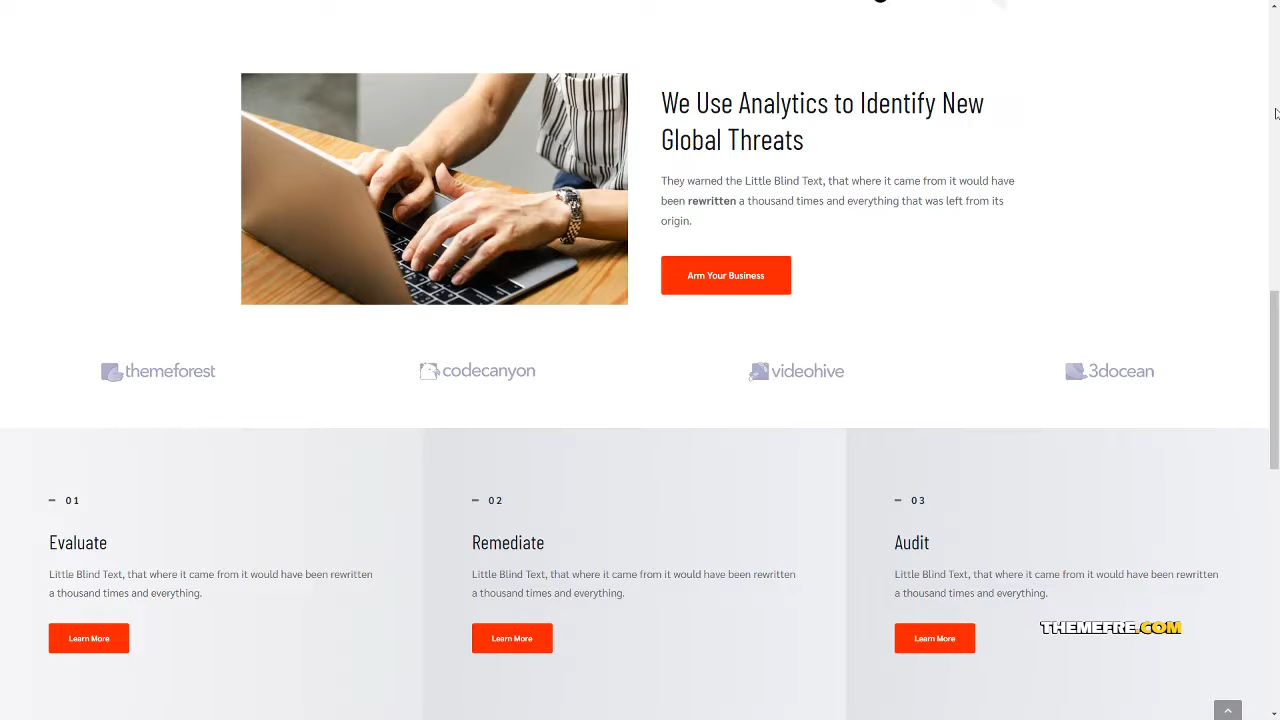 We Use Analytics to Identify New
Global Threats
They warned the Little Blind Text, that where it came from it would have
been rewritten a thousand times and everything that was left from its
origin.
Arm Your Business
themeforest codecanyon videohive 3docean
01 02 03
Evaluate Remediate Audit
Little Blind Text, that where it came from it would have been rewritten Little Blind Text, that where it came from it would have been rewritten Little Blind Text, that where it came from it would have been rewritten
a thousand times and everything. a thousand times and everything. a thousand times and everything.
THEMEFRE.COM
Learn More Learn More Learn More